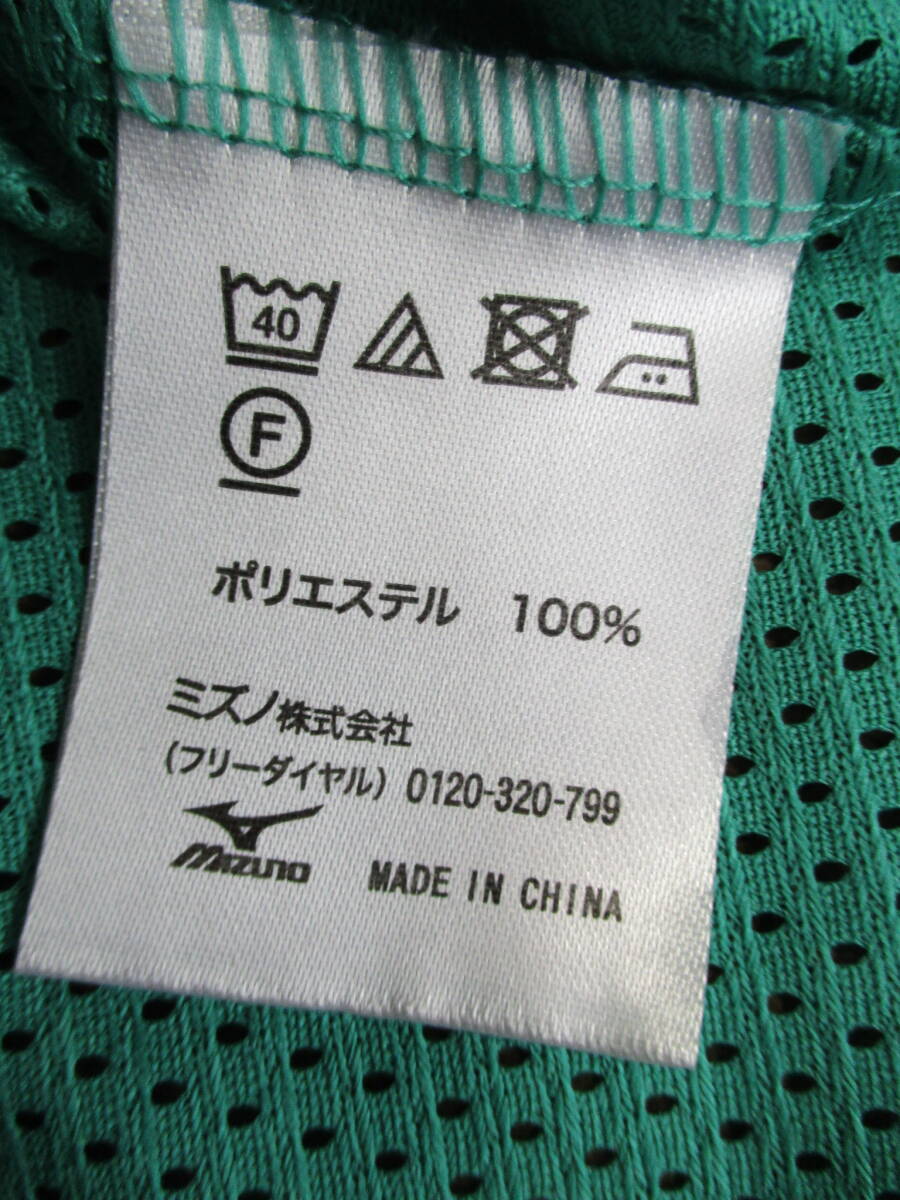 40
F
ポリエステル 100%
ミズノ株式会社
(フリーダイヤル) 0120-320-799
MIZUNO MADE IN CHINA